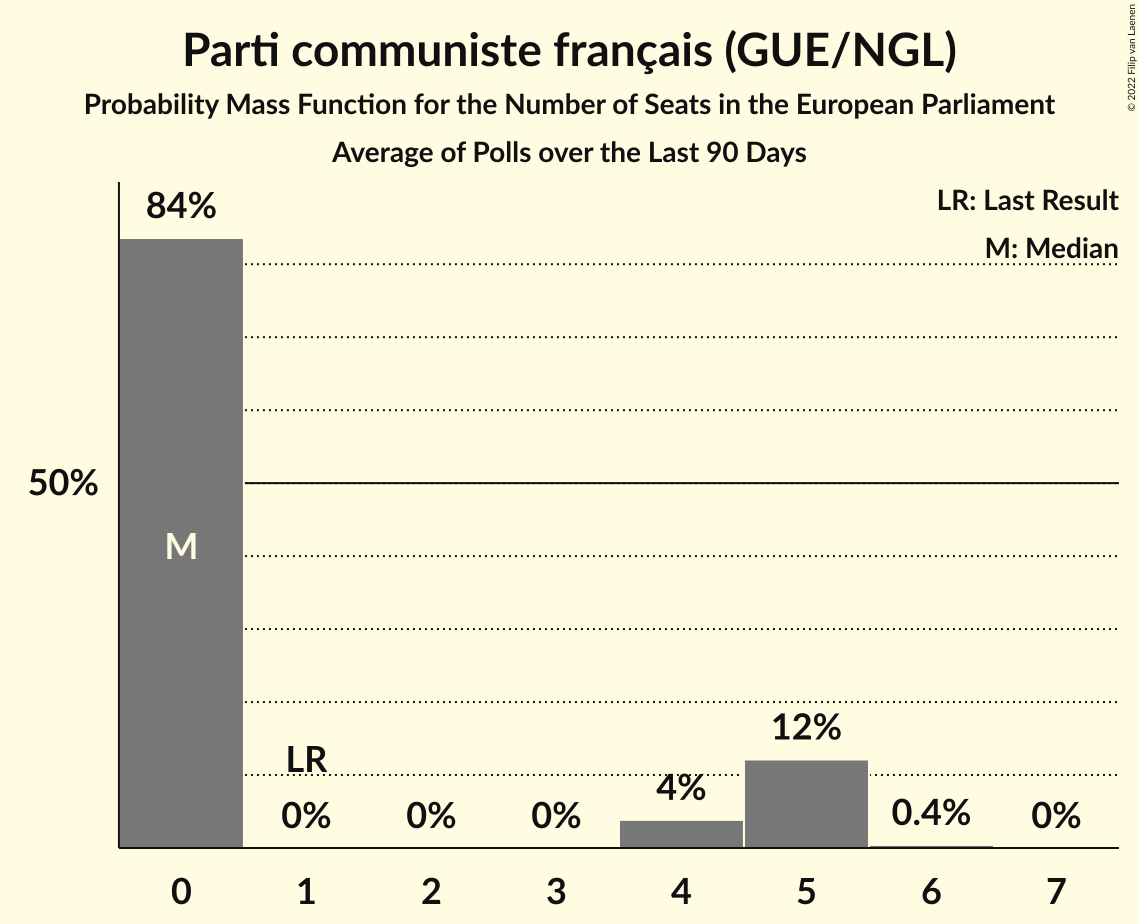 Parti communiste français (GUE/NGL)
Probability Mass Function for the Number of Seats in the European Parliament
Average of Polls over the Last 90 Days
© 2022 Filip van Laenen
LR: Last Result
M: Median
84%
50%
M
LR
0%
0%
0%
4%
12%
0.4%
0%
0
1
2
3
4
5
6
7